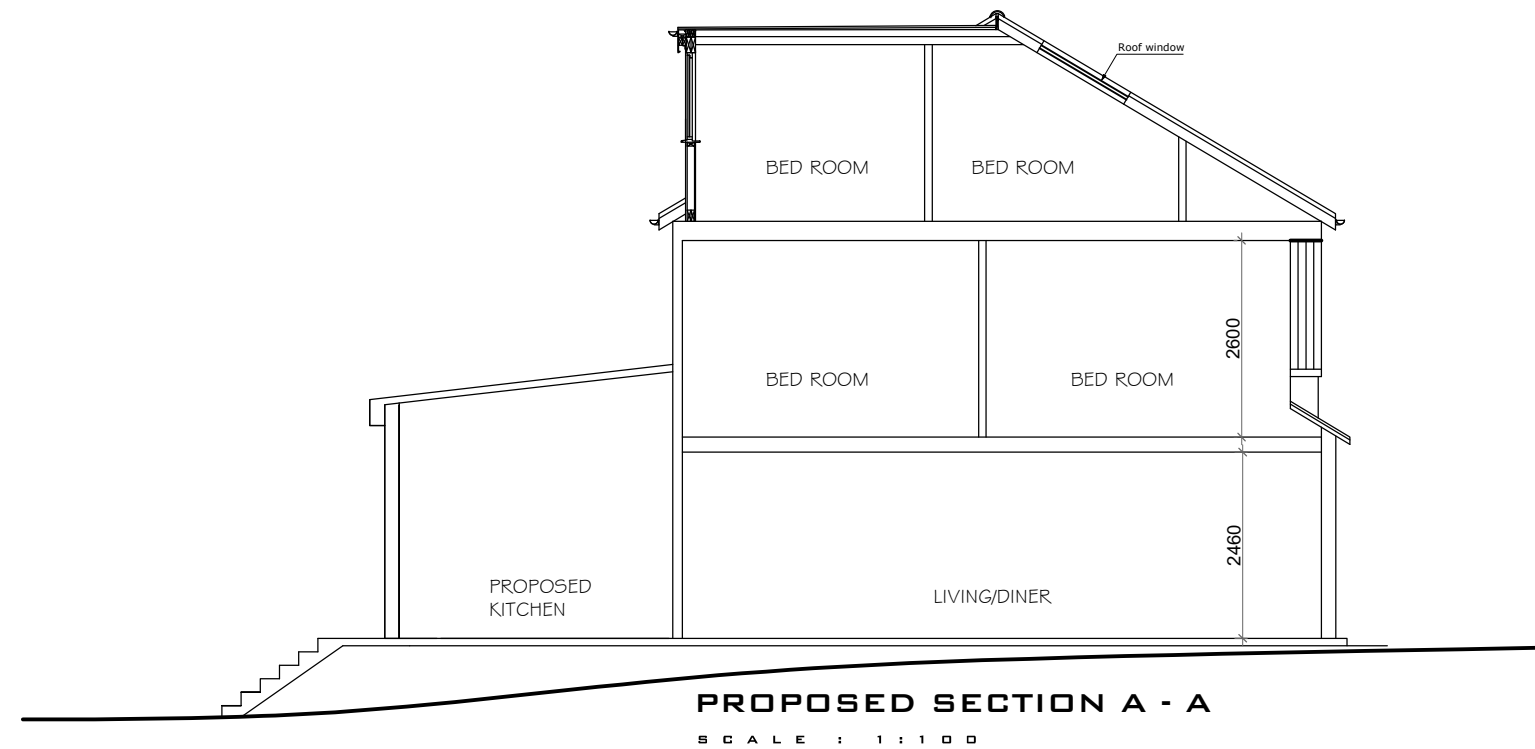 Roof window
BED ROOM
BED ROOM
2600
BED ROOM
BED ROOM
2460
PROPOSED
KITCHEN
LIVING/DINER
PROPOSED SECTION A - A
SCALE : 1:100